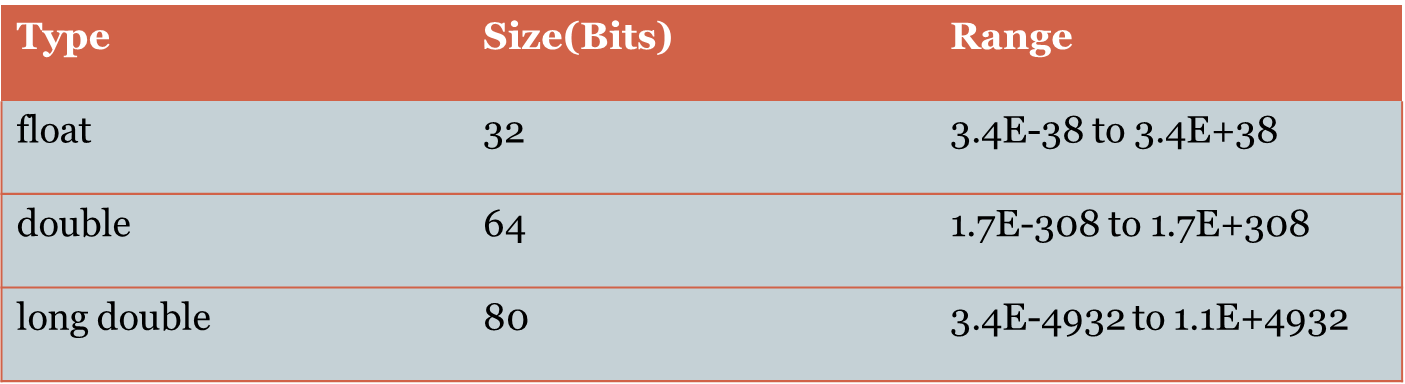 Type Size(Bits) Range
float 32 3.4E-38 to 3.4E+38
double 64 1.7E-308 to 1.7E+308
long double 80 3.4E-4932 to 1.1E+4932